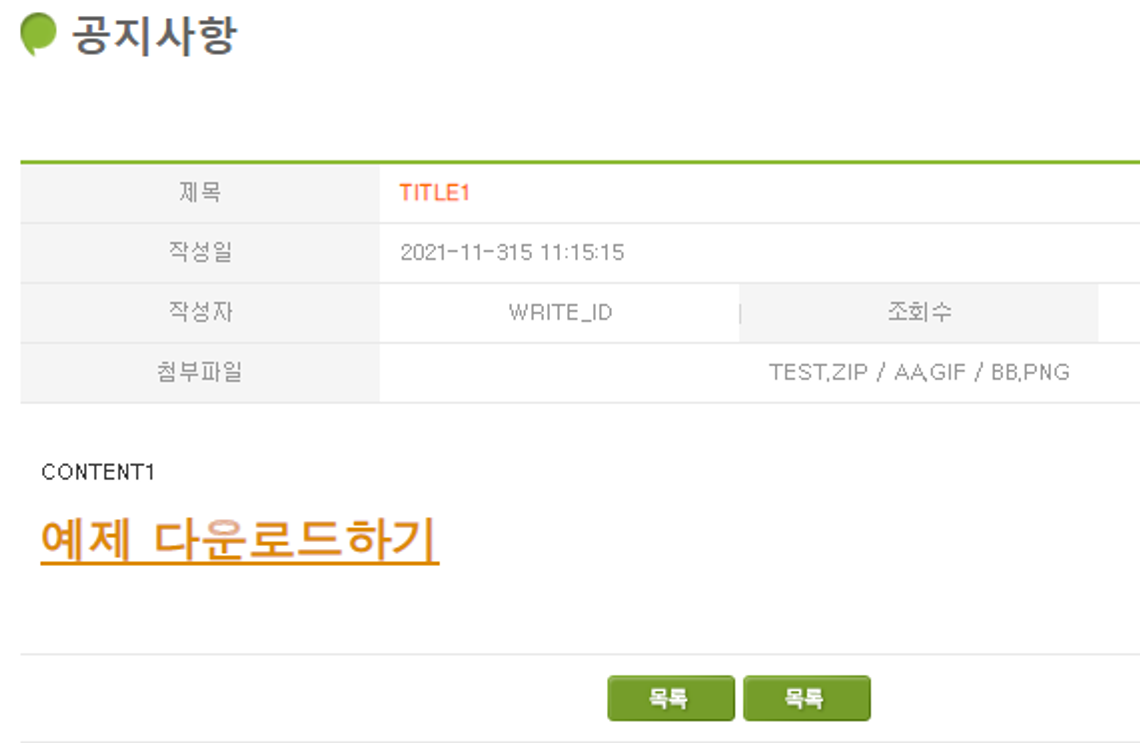 공지사항
제목 TITLE1
작성일 2021-11-315 11:15:15
작성자 WRITE_ID | 조회수
첨부파일 TEST.ZIP / AA.GIF / BB.PNG
CONTENT1
예제 다운로드하기
목록 목록